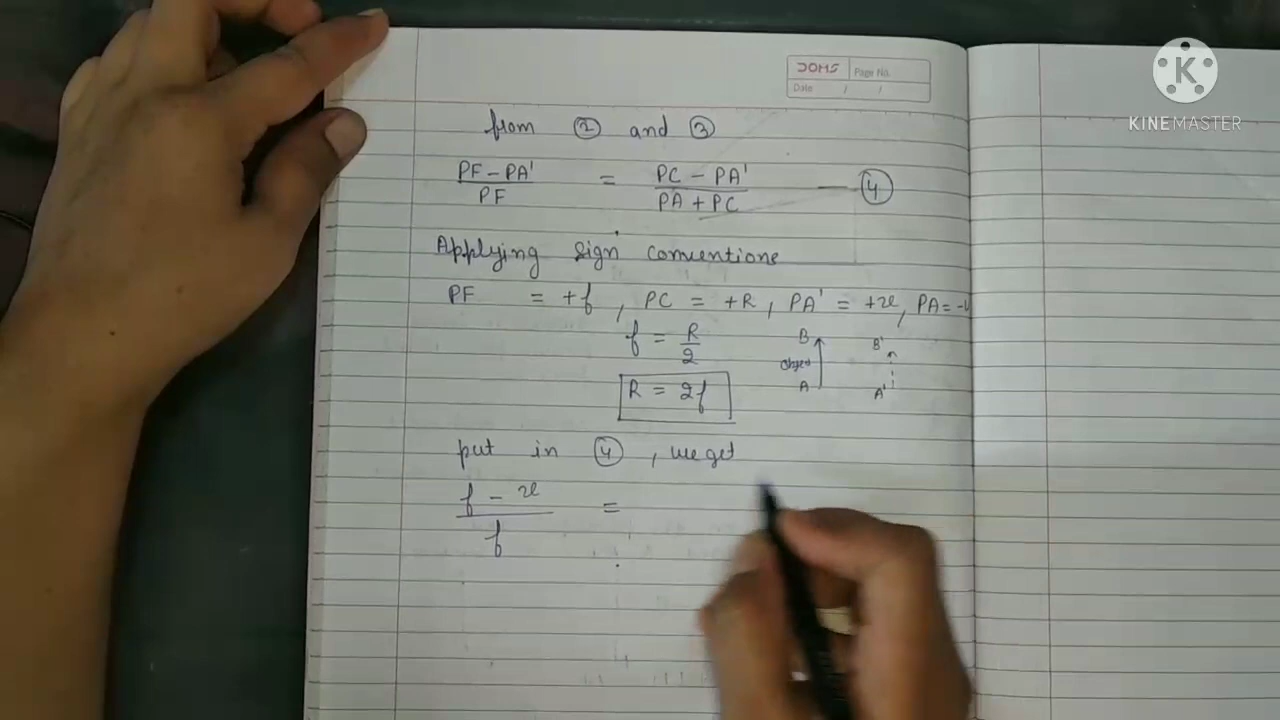 DOMS Page No.
Date / /
K
KINEMASTER
from ② and ③
PF - PA' / PF = PC - PA' / PA + PC — ④
Applying sign conventions
PF = +f , PC = +R , PA' = +v , PA = -u
f = R/2
B B'
object
A A'
R = 2f
put in ④ , we get
f - v / f =